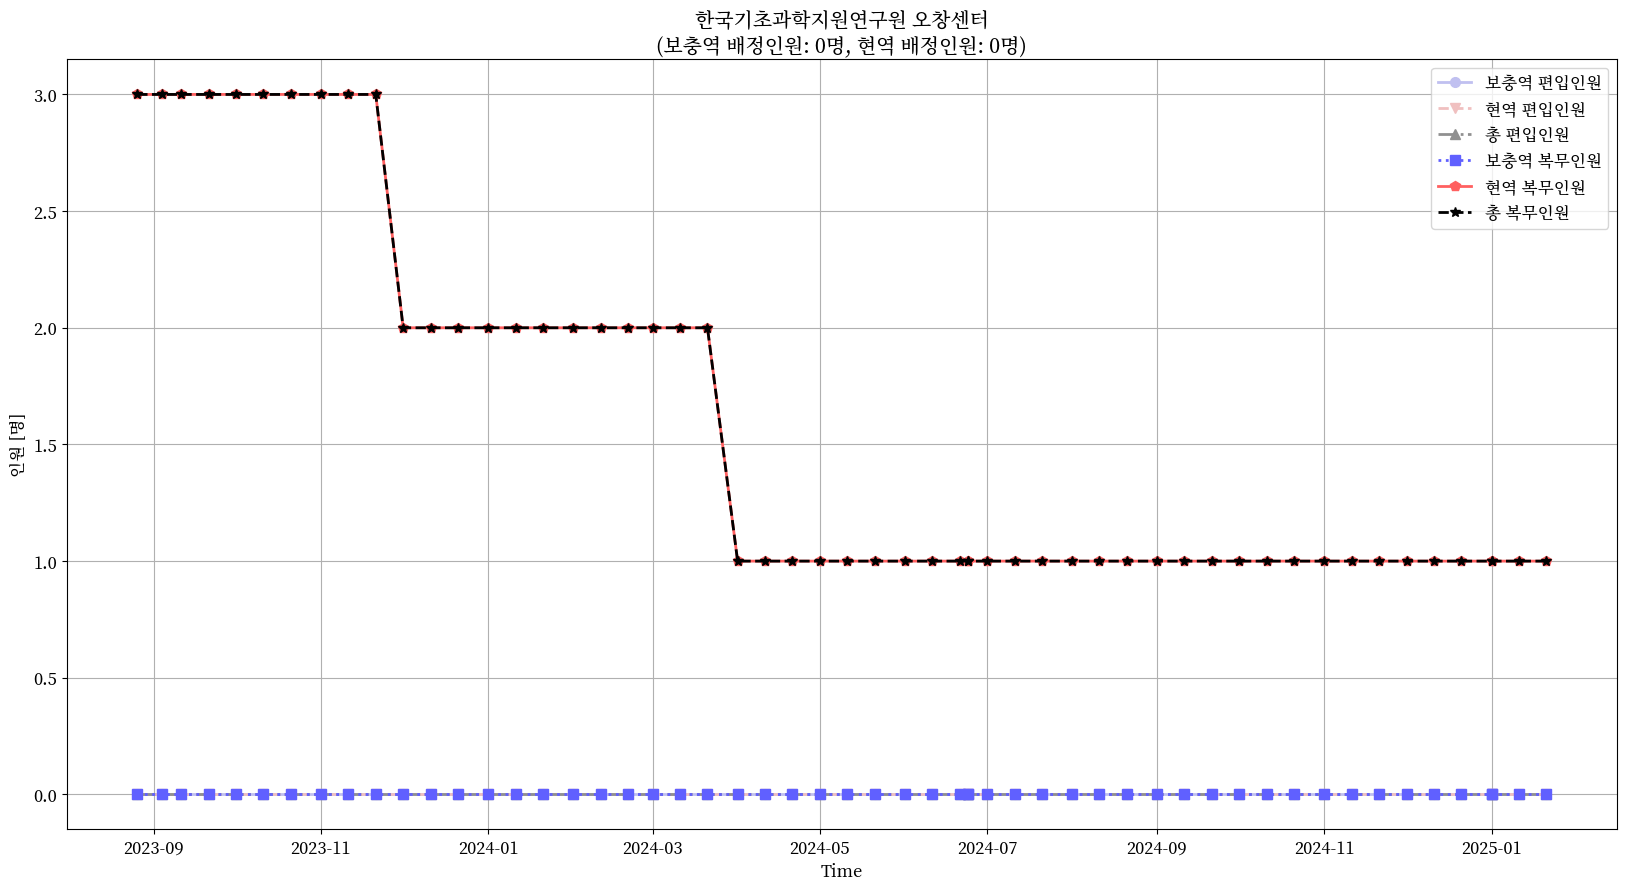 한국기초과학지원연구원 오창센터
(보충역 배정인원: 0명, 현역 배정인원: 0명)
보충역 편입인원
현역 편입인원
총 편입인원
보충역 복무인원
현역 복무인원
총 복무인원
인원 [명]
3.0
2.5
2.0
1.5
1.0
0.5
0.0
2023-09 2023-11 2024-01 2024-03 2024-05 2024-07 2024-09 2024-11 2025-01
Time